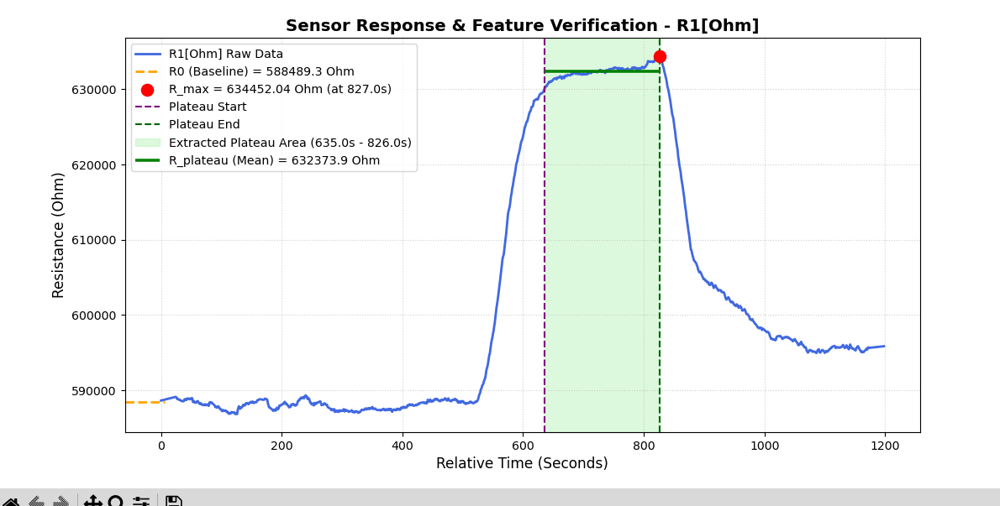 Sensor Response & Feature Verification - R1[Ohm]
R1[Ohm] Raw Data
R0 (Baseline) = 588489.3 Ohm
R_max = 634452.04 Ohm (at 827.0s)
Plateau Start
Plateau End
Extracted Plateau Area (635.0s - 826.0s)
R_plateau (Mean) = 632373.9 Ohm
Resistance (Ohm)
630000
620000
610000
600000
590000
0 200 400 600 800 1000 1200
Relative Time (Seconds)